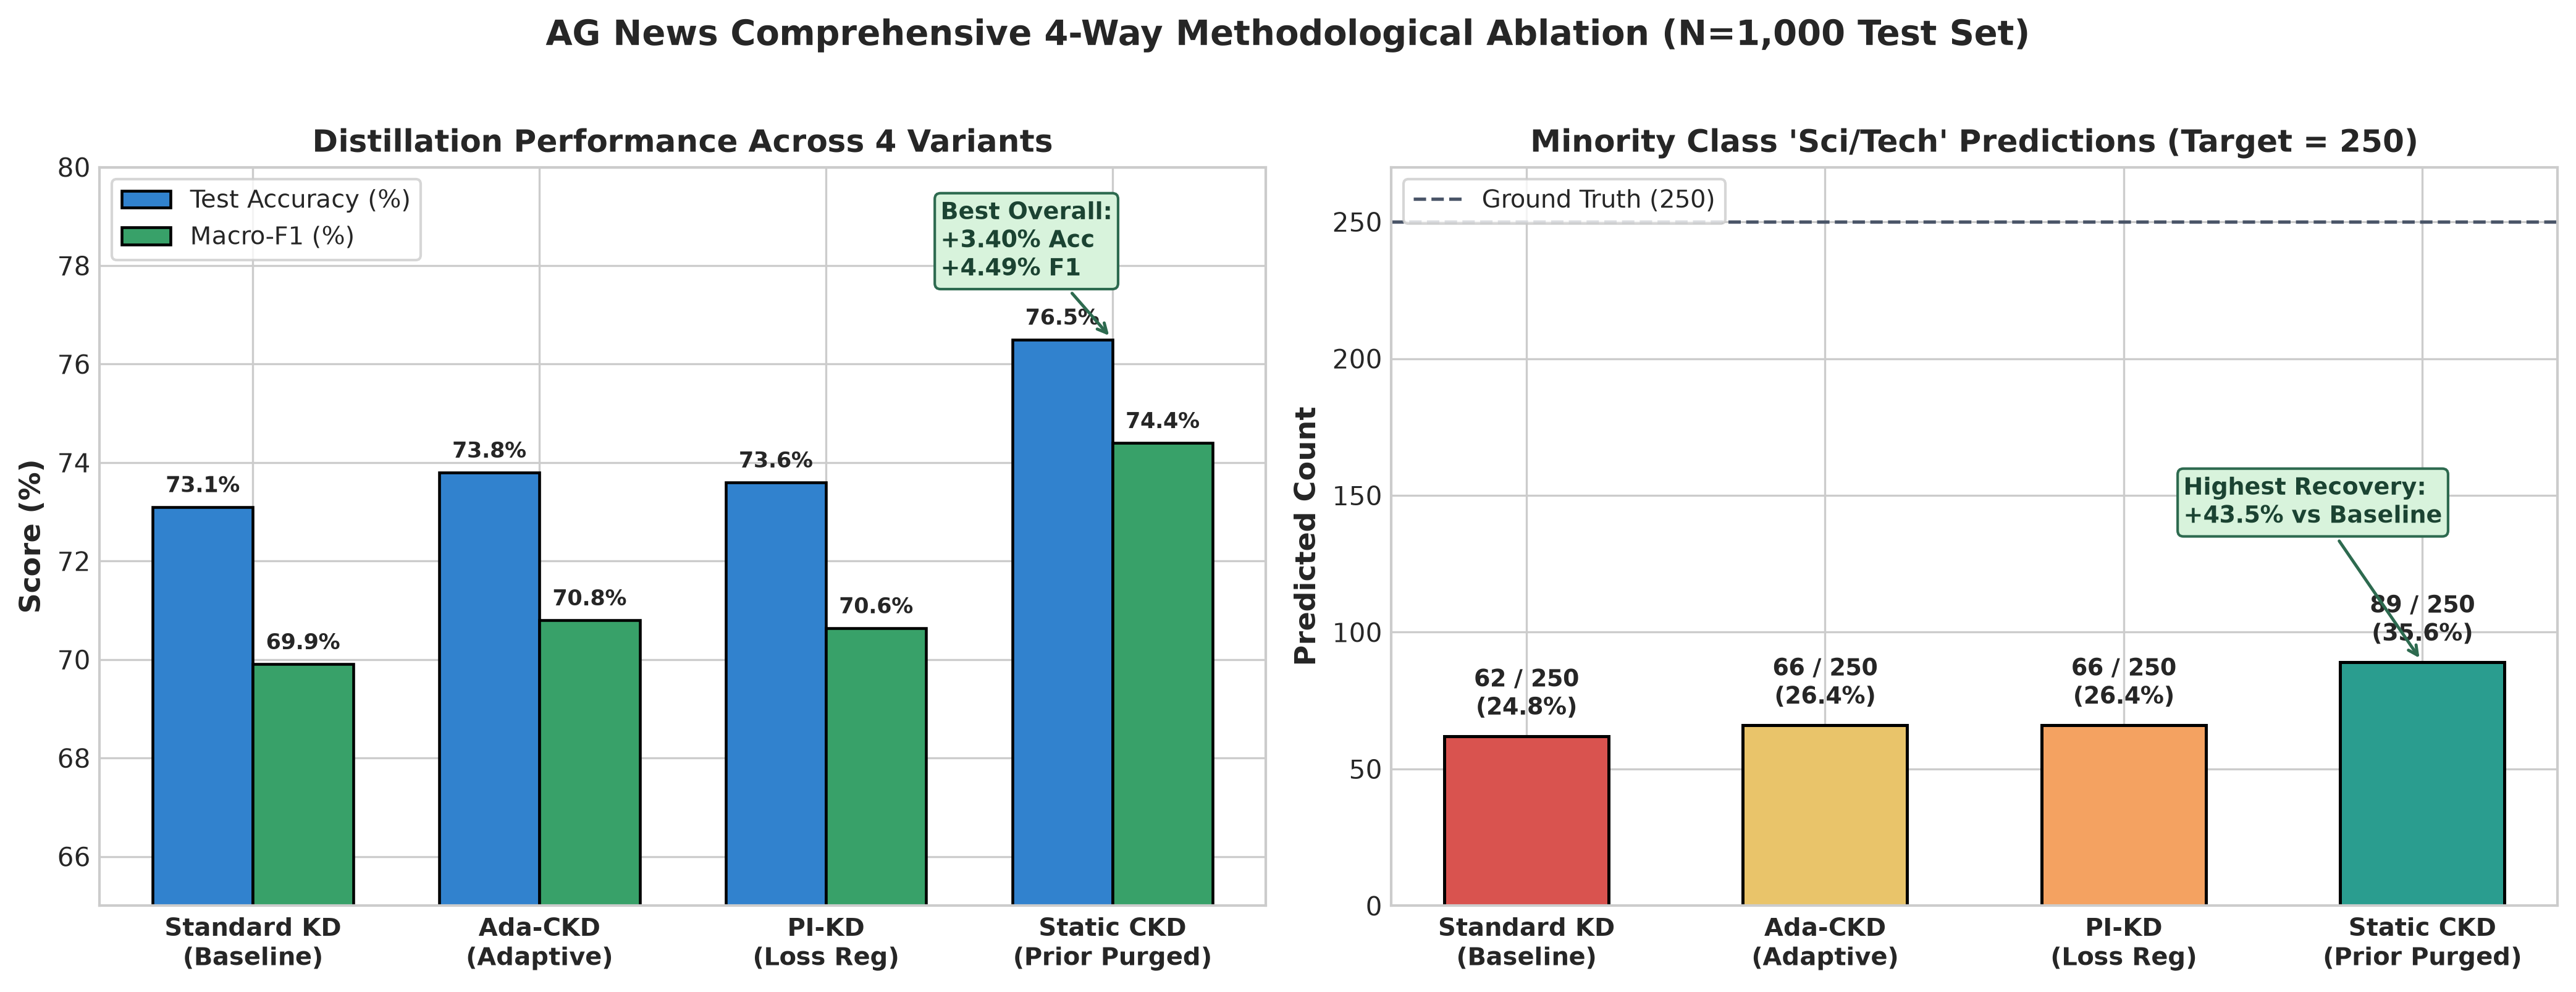 AG News Comprehensive 4-Way Methodological Ablation (N=1,000 Test Set)
Distillation Performance Across 4 Variants
Test Accuracy (%)
Macro-F1 (%)
Best Overall:
+3.40% Acc
+4.49% F1
Score (%)
80
78
76
74
72
70
68
66
73.1%
69.9%
73.8%
70.8%
73.6%
70.6%
76.5%
74.4%
Standard KD
(Baseline)
Ada-CKD
(Adaptive)
PI-KD
(Loss Reg)
Static CKD
(Prior Purged)
Minority Class 'Sci/Tech' Predictions (Target = 250)
Ground Truth (250)
Predicted Count
250
200
150
100
50
0
Highest Recovery:
+43.5% vs Baseline
62 / 250
(24.8%)
66 / 250
(26.4%)
66 / 250
(26.4%)
89 / 250
(35.6%)
Standard KD
(Baseline)
Ada-CKD
(Adaptive)
PI-KD
(Loss Reg)
Static CKD
(Prior Purged)